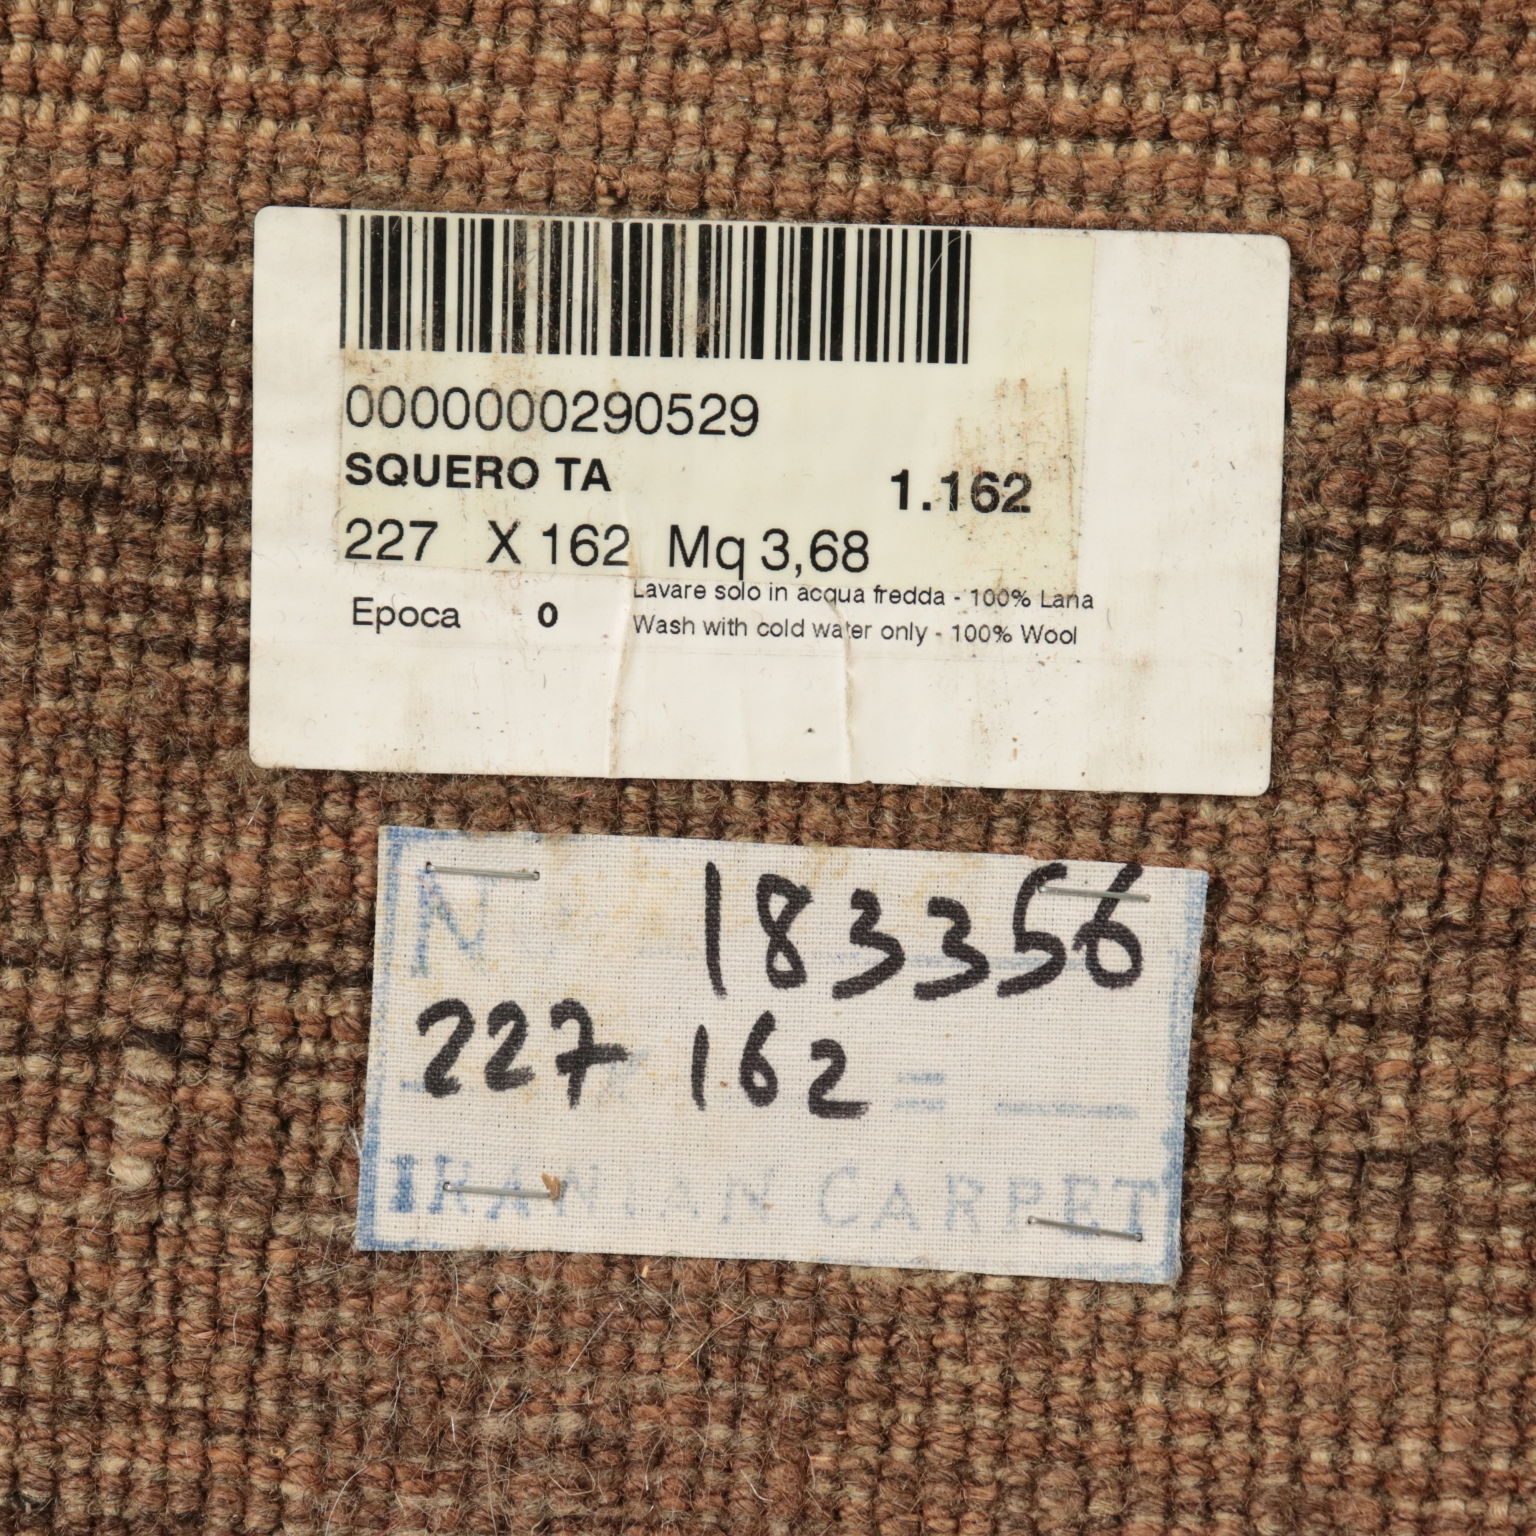 0000000290529
SQUERO TA 1.162
227 X 162 Mq 3,68
Epoca 0
Lavare solo in acqua fredda - 100% Lana
Wash with cold water only - 100% Wool
N 183356
227 162 =
IRANIAN CARPET